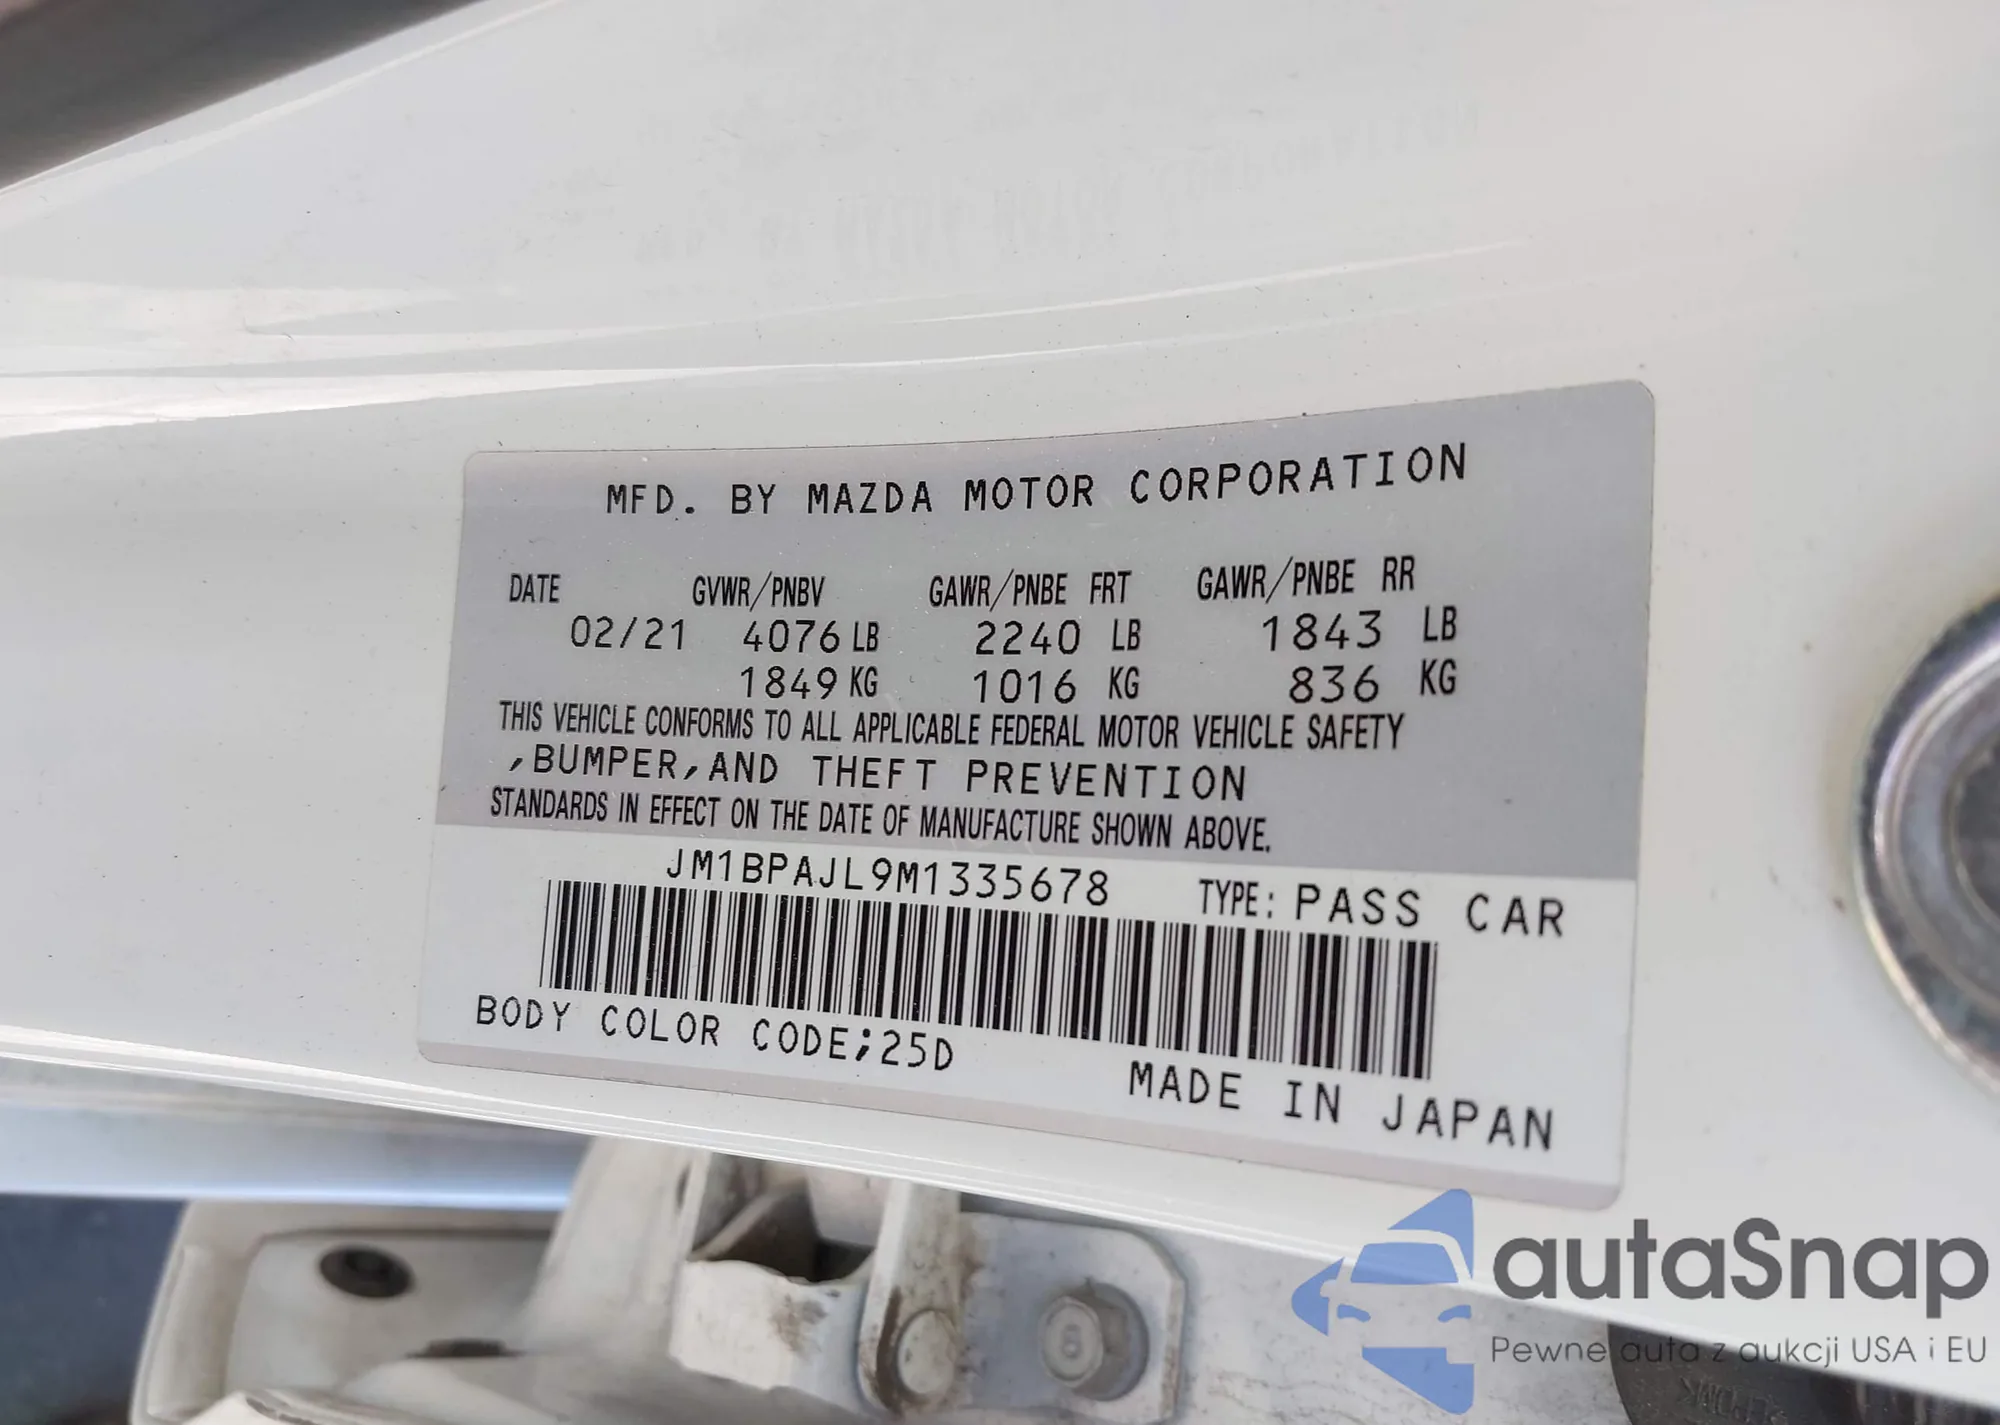 MFD. BY MAZDA MOTOR CORPORATION
DATE GVWR/PNBV GAWR/PNBE FRT GAWR/PNBE RR
02/21 4076 LB 2240 LB 1843 LB
1849 KG 1016 KG 836 KG
THIS VEHICLE CONFORMS TO ALL APPLICABLE FEDERAL MOTOR VEHICLE SAFETY
,BUMPER,AND THEFT PREVENTION
STANDARDS IN EFFECT ON THE DATE OF MANUFACTURE SHOWN ABOVE.
JM1BPAJL9M1335678 TYPE: PASS CAR
BODY COLOR CODE;25D
MADE IN JAPAN
autaSnap
Pewne auta z aukcji USA i EU
8